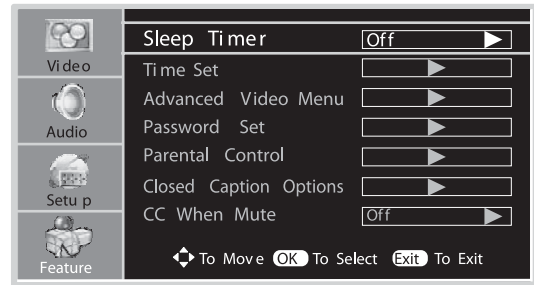 Video
Audio
Setup
Feature
Sleep Timer Off
Time Set
Advanced Video Menu
Password Set
Parental Control
Closed Caption Options
CC When Mute Off
To Move OK To Select Exit To Exit